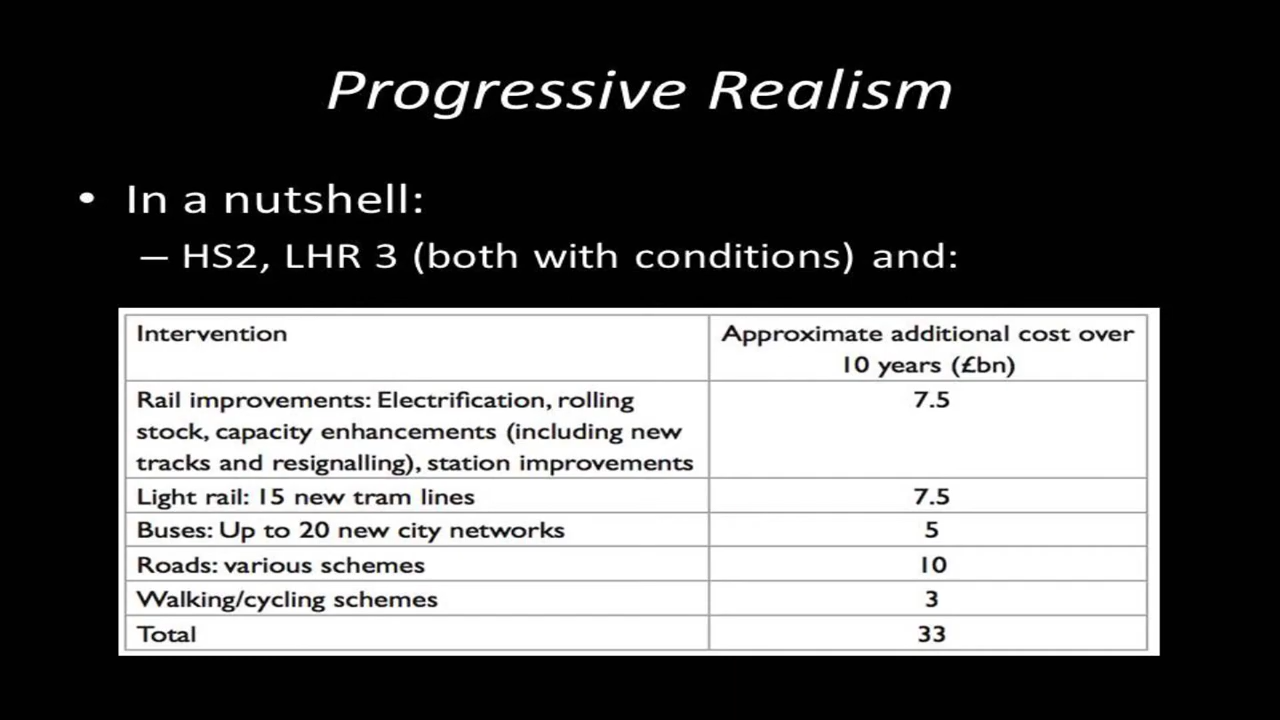 Progressive Realism
• In a nutshell:
– HS2, LHR 3 (both with conditions) and:
Intervention
Approximate additional cost over
10 years (£bn)
Rail improvements: Electrification, rolling
stock, capacity enhancements (including new
tracks and resignalling), station improvements
7.5
Light rail: 15 new tram lines
7.5
Buses: Up to 20 new city networks
5
Roads: various schemes
10
Walking/cycling schemes
3
Total
33